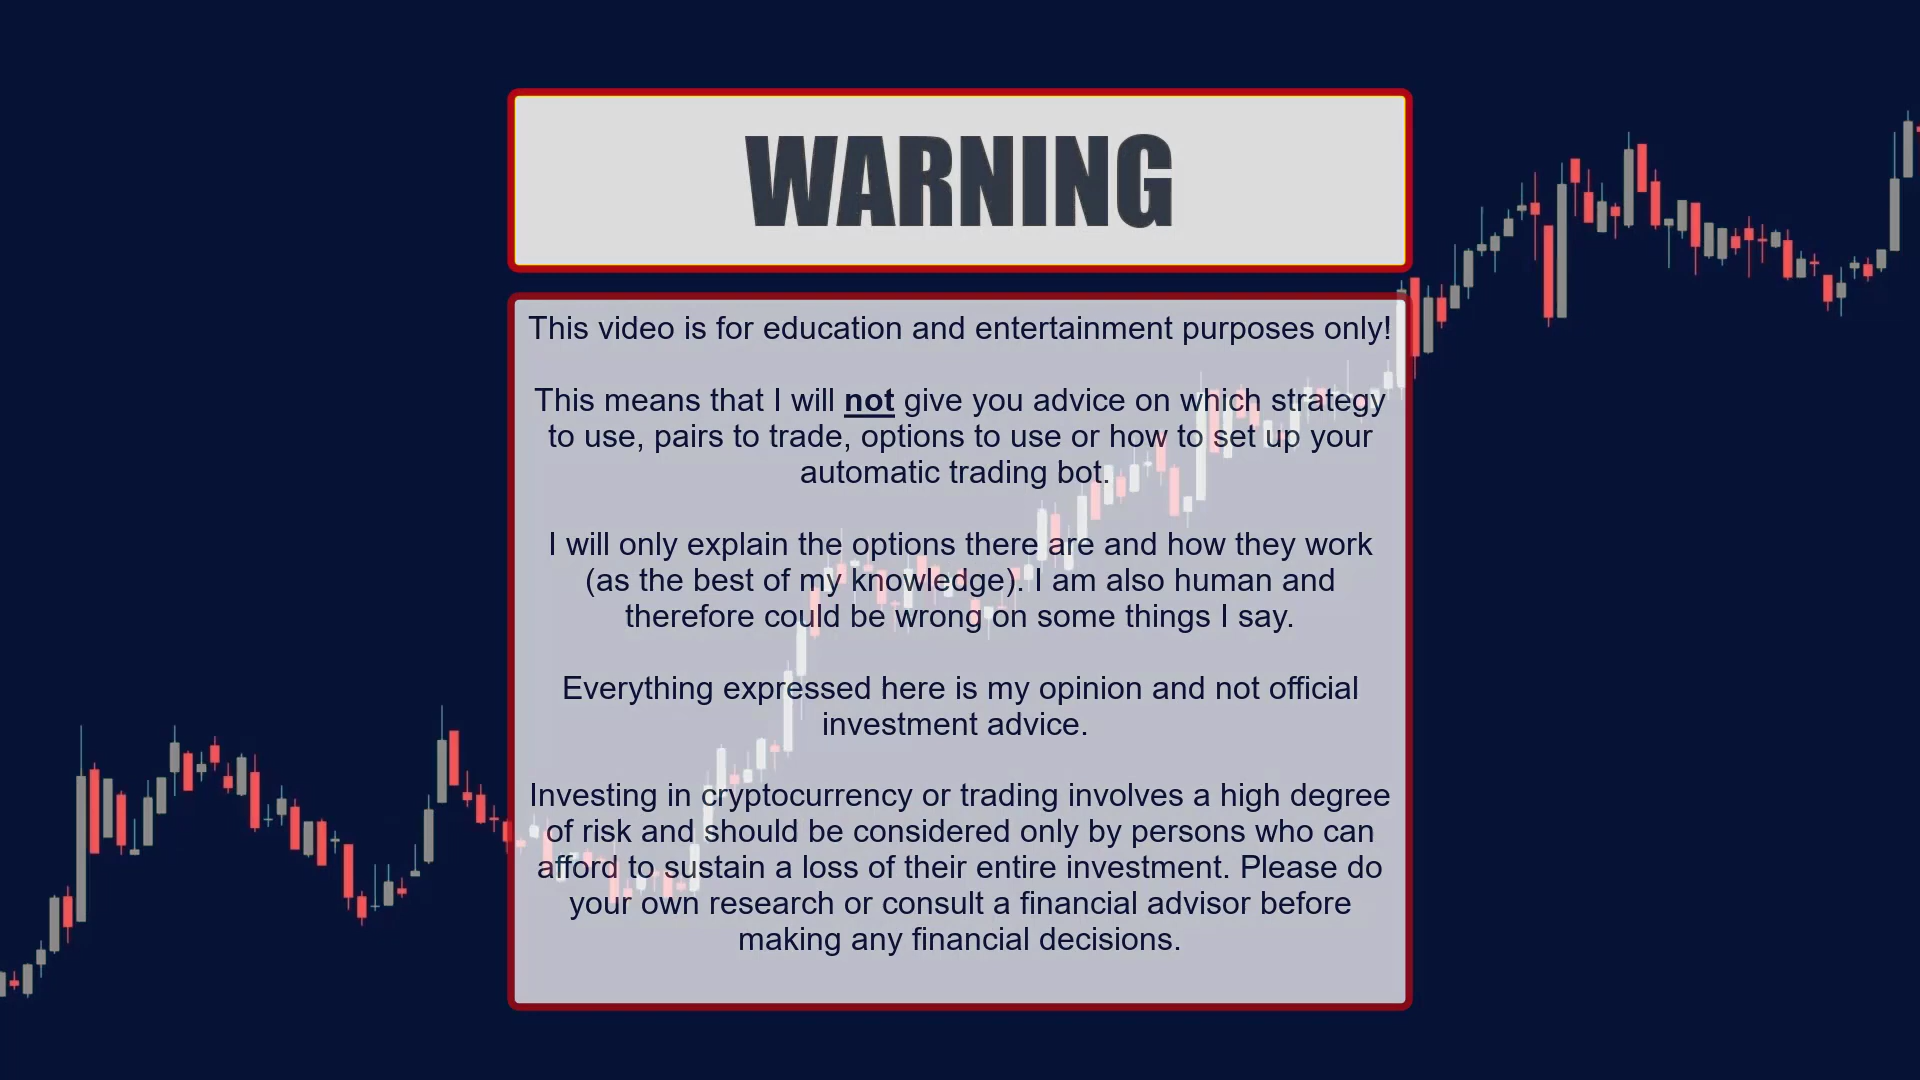 WARNING
This video is for education and entertainment purposes only!
This means that I will not give you advice on which strategy
to use, pairs to trade, options to use or how to set up your
automatic trading bot.
I will only explain the options there are and how they work
(as the best of my knowledge). I am also human and
therefore could be wrong on some things I say.
Everything expressed here is my opinion and not official
investment advice.
Investing in cryptocurrency or trading involves a high degree
of risk and should be considered only by persons who can
afford to sustain a loss of their entire investment. Please do
your own research or consult a financial advisor before
making any financial decisions.